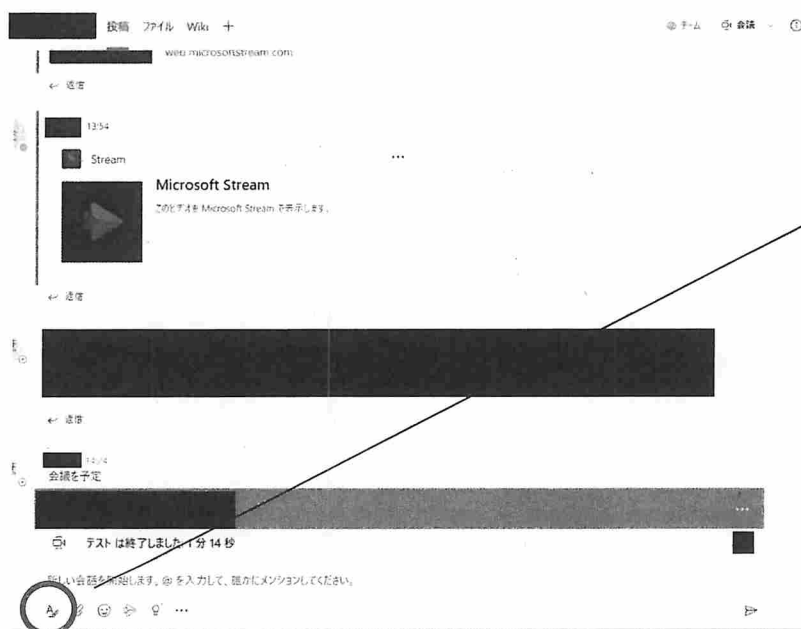 投稿 ファイル Wiki
チーム 会議
web.microsoftstream.com
返信
13:54
Stream
Microsoft Stream
このビデオを Microsoft Stream で表示します。
返信
返信
会議を予定
テスト は終了しました 1 分 14 秒
新しい会話を開始します。@ を入力して、誰かにメンションしてください。